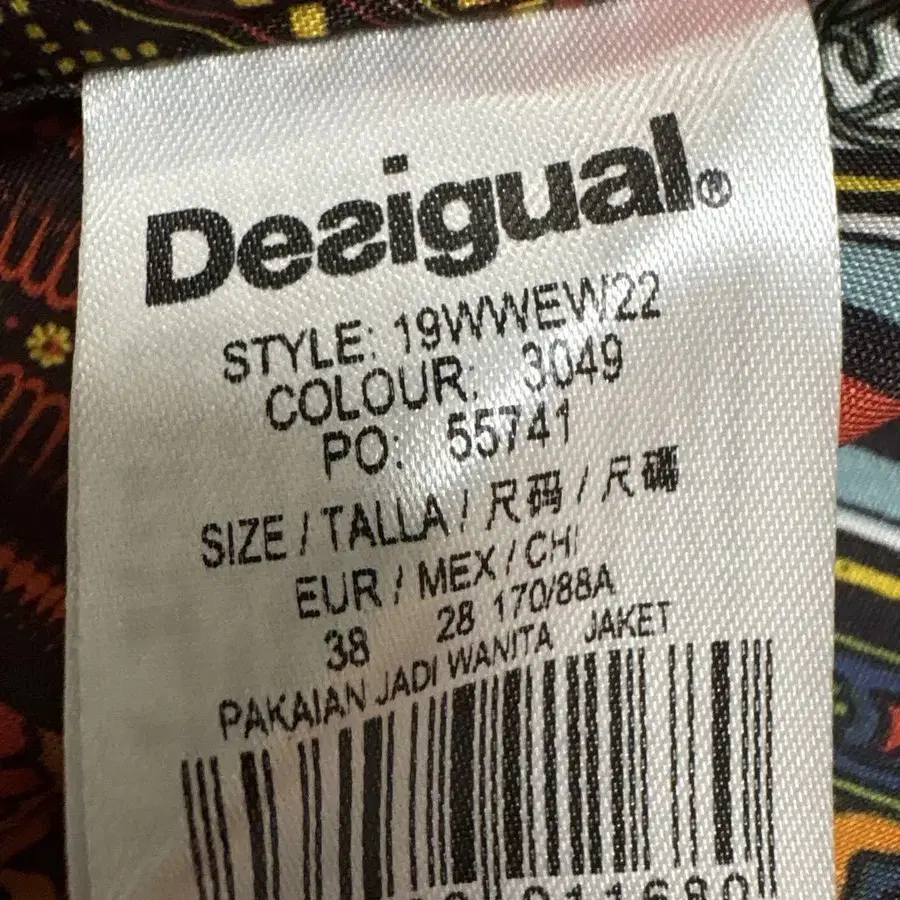 Desigual®
STYLE: 19WWEW22
COLOUR: 3049
PO: 55741
SIZE / TALLA / 尺码 / 尺碼
EUR / MEX / CHI
38 28 170/88A
PAKAIAN JADI WANITA JAKET